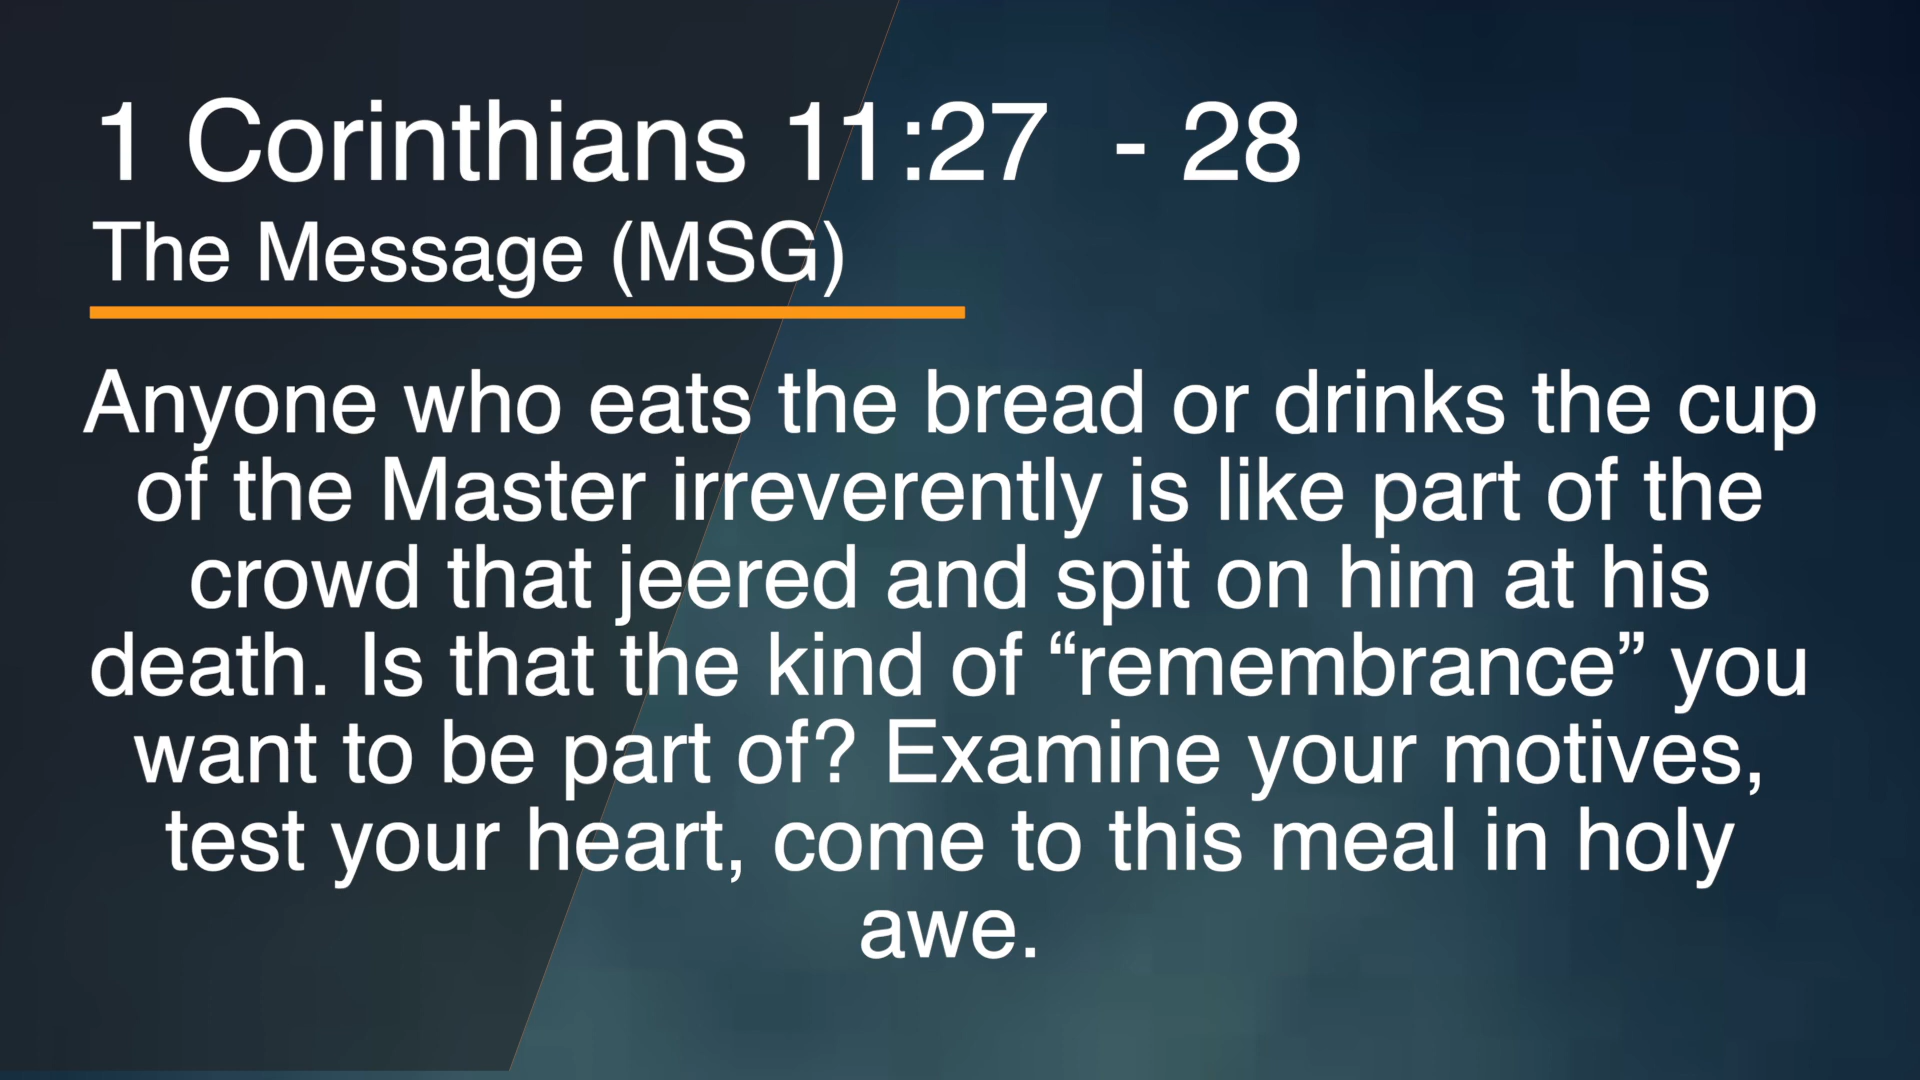 1 Corinthians 11:27  - 28
The Message (MSG)
Anyone who eats the bread or drinks the cup
of the Master irreverently is like part of the
crowd that jeered and spit on him at his
death. Is that the kind of “remembrance” you
want to be part of? Examine your motives,
test your heart, come to this meal in holy
awe.